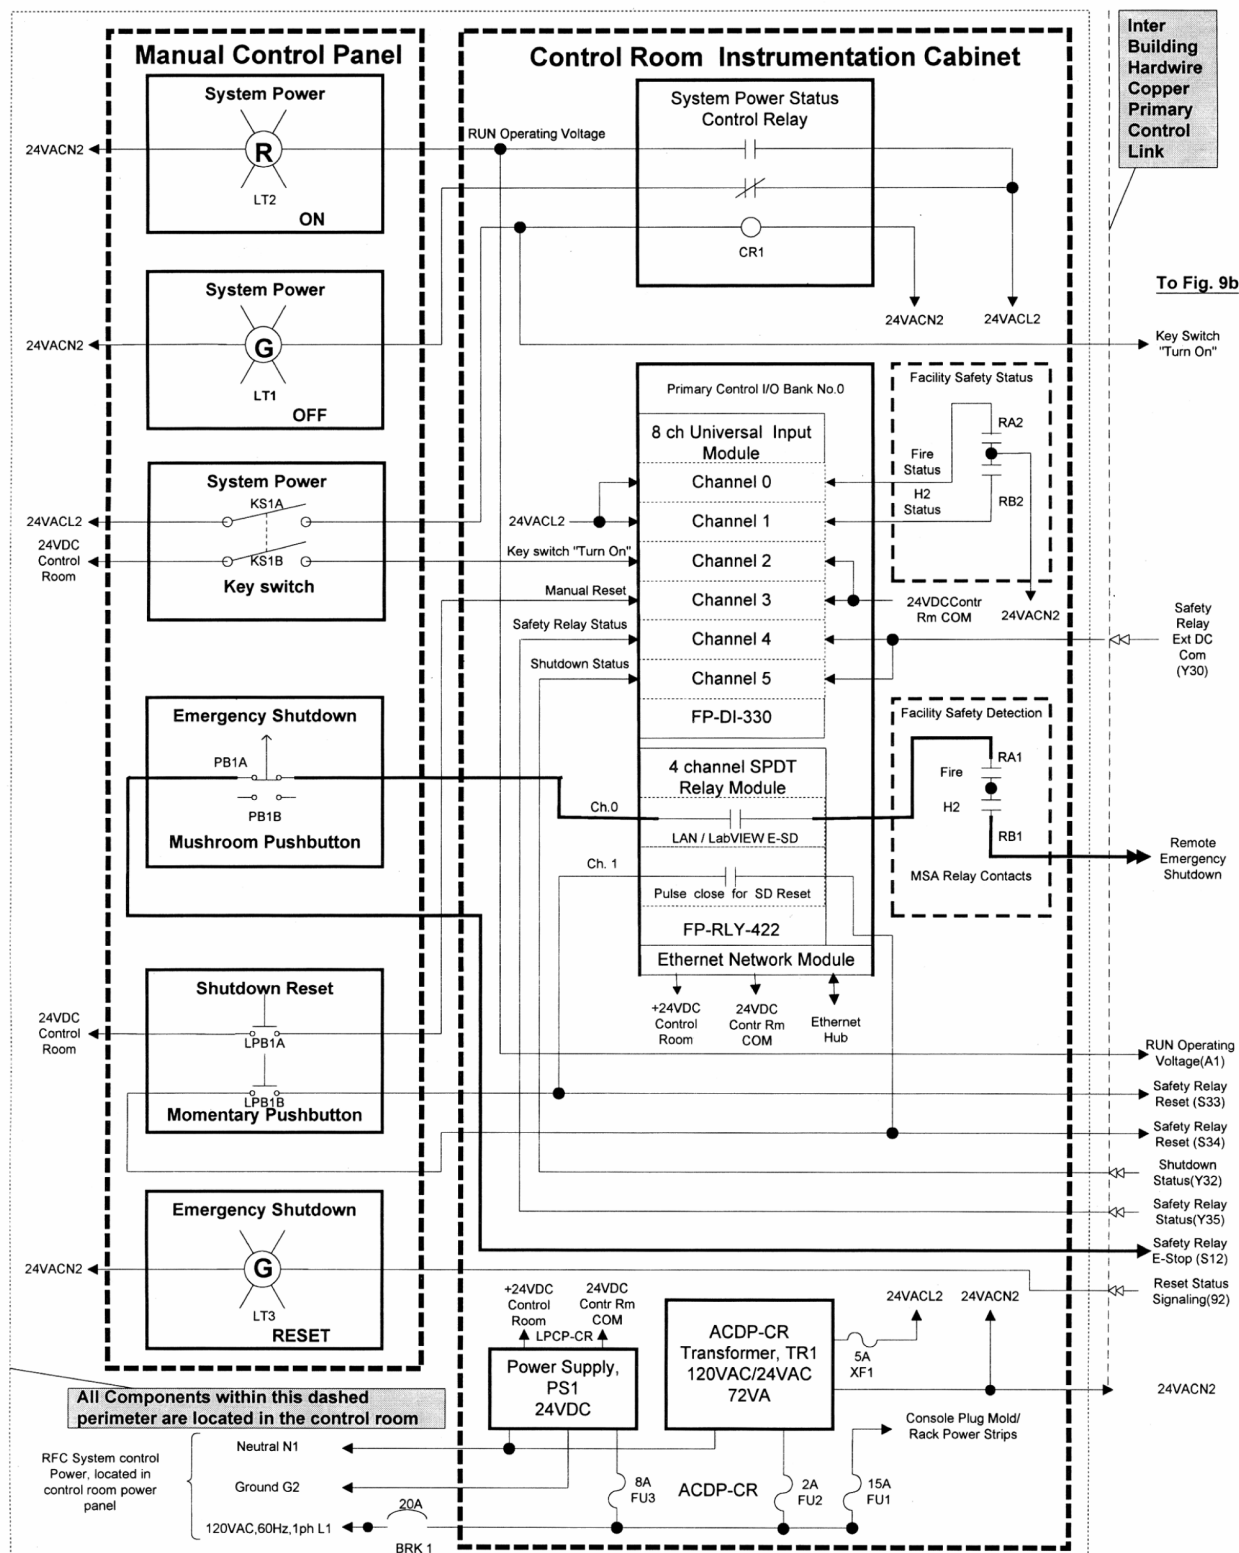 Manual Control Panel
System Power
24VACN2
R
LT2
ON
System Power
24VACN2
G
LT1
OFF
System Power
KS1A
24VACL2
24VDC
Control
Room
KS1B
Key switch
Emergency Shutdown
PB1A
PB1B
Mushroom Pushbutton
Shutdown Reset
24VDC
Control
Room
LPB1A
LPB1B
Momentary Pushbutton
Emergency Shutdown
24VACN2
G
LT3
RESET
Control Room Instrumentation Cabinet
System Power Status
Control Relay
RUN Operating Voltage
CR1
24VACN2
24VACL2
Primary Control I/O Bank No.0
8 ch Universal Input
Module
Channel 0
24VACL2
Channel 1
Key switch "Turn On"
Channel 2
Manual Reset
Channel 3
24VDCContr
Rm COM
Safety Relay Status
Channel 4
Shutdown Status
Channel 5
FP-DI-330
Facility Safety Status
RA2
Fire
Status
H2
Status
RB2
24VACN2
4 channel SPDT
Relay Module
Ch.0
LAN / LabVIEW E-SD
Ch. 1
Pulse close for SD Reset
FP-RLY-422
Ethernet Network Module
+24VDC
Control
Room
24VDC
Contr Rm
COM
Ethernet
Hub
Facility Safety Detection
RA1
Fire
H2
RB1
MSA Relay Contacts
+24VDC
Control
Room
24VDC
Contr Rm
COM
LPCP-CR
Power Supply,
PS1
24VDC
ACDP-CR
Transformer, TR1
120VAC/24VAC
72VA
24VACL2
24VACN2
5A
XF1
Console Plug Mold/
Rack Power Strips
8A
FU3
ACDP-CR
2A
FU2
15A
FU1
Inter
Building
Hardwire
Copper
Primary
Control
Link
To Fig. 9b
Key Switch
"Turn On"
Safety
Relay
Ext DC
Com
(Y30)
Remote
Emergency
Shutdown
RUN Operating
Voltage(A1)
Safety Relay
Reset (S33)
Safety Relay
Reset (S34)
Shutdown
Status(Y32)
Safety Relay
Status(Y35)
Safety Relay
E-Stop (S12)
Reset Status
Signaling(92)
24VACN2
All Components within this dashed
perimeter are located in the control room
RFC System control
Power, located in
control room power
panel
Neutral N1
Ground G2
20A
120VAC,60Hz,1ph L1
BRK 1